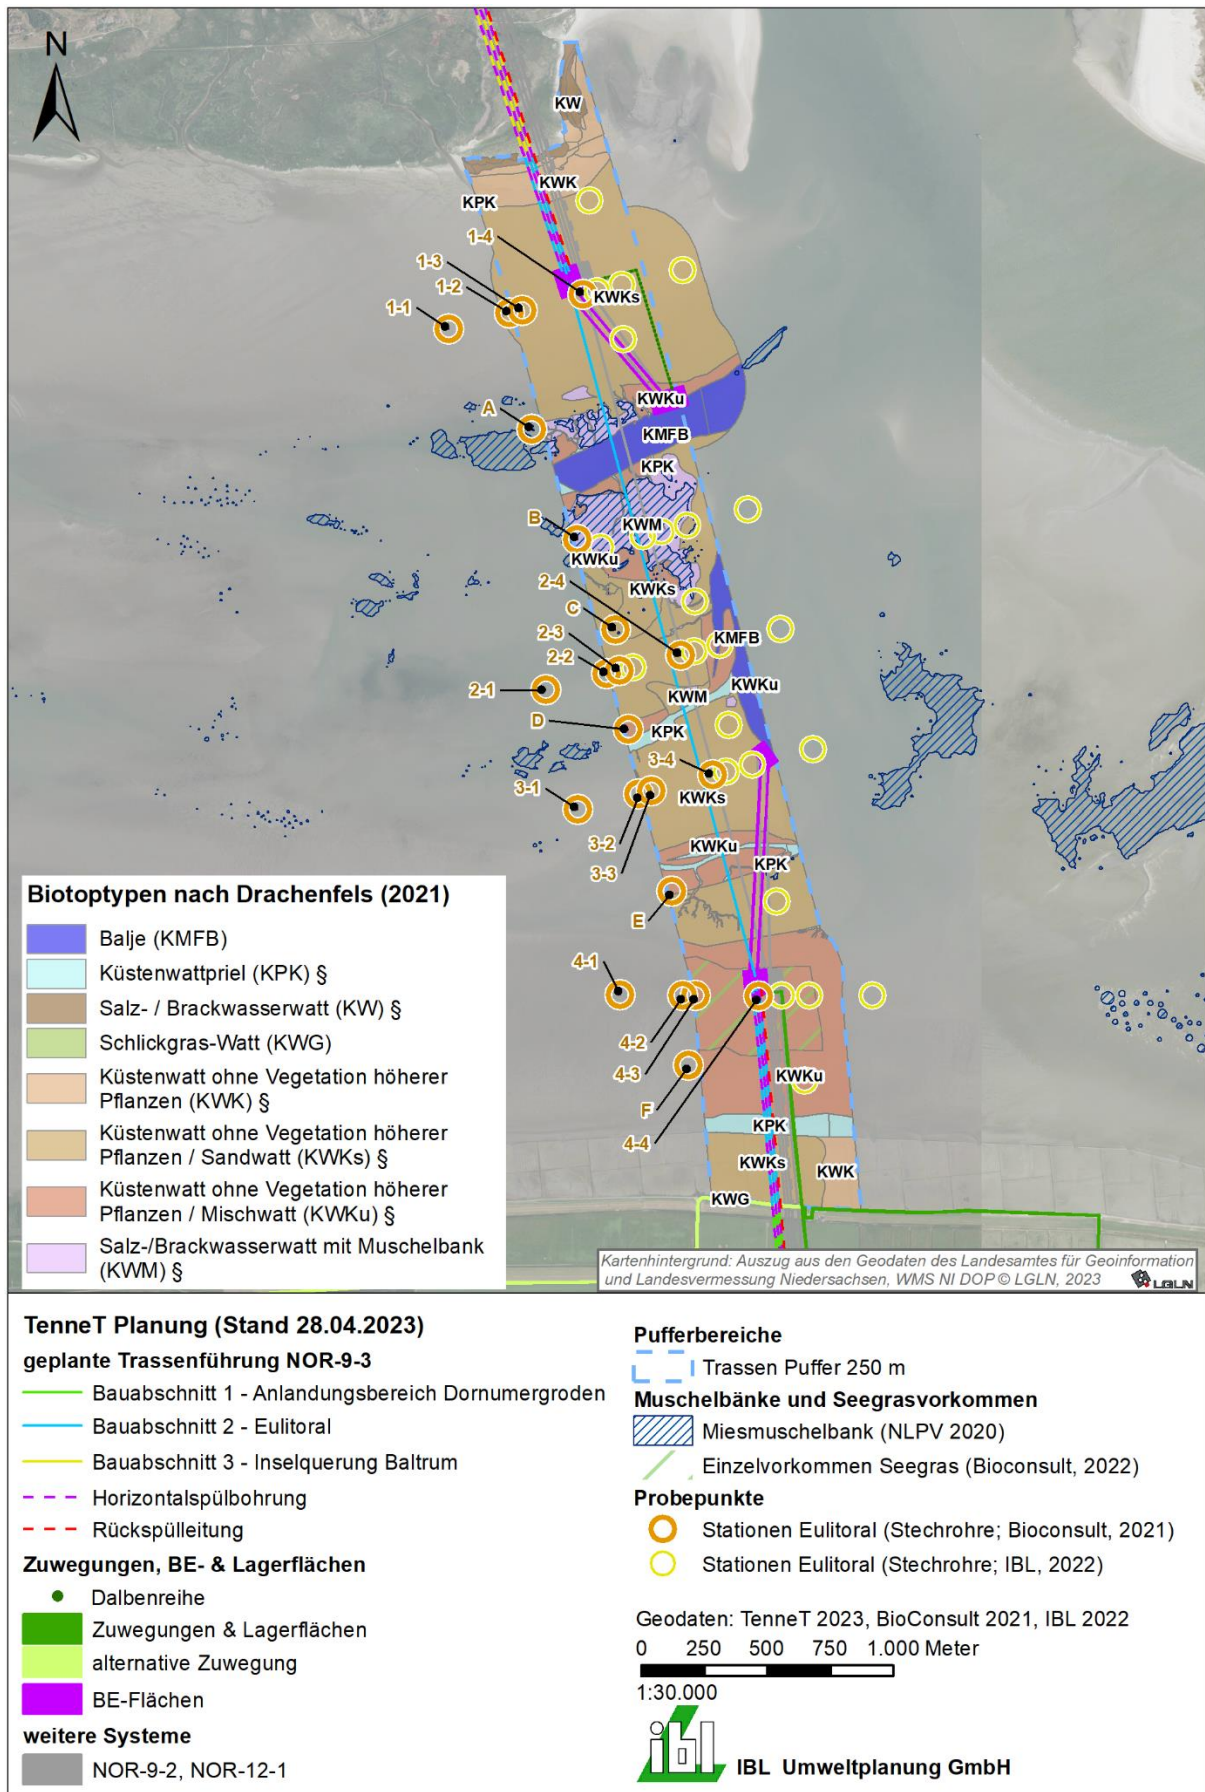 N
KW
KWK
KPK
1-4
1-3
1-2
KWKs
1-1
KWKu
A
KMFB
KPK
B
KWM
KWKu
2-4
KWKs
C
2-3
KMFB
2-2
KWKu
2-1
KWM
D
KPK
3-4
3-1
KWKs
3-2
KWKu
3-3
KPK
E
4-1
4-2
4-3
KWKu
F
KPK
4-4
KWKs
KWK
KWG
Biotoptypen nach Drachenfels (2021)
Balje (KMFB)
Küstenwattpriel (KPK) §
Salz- / Brackwasserwatt (KW) §
Schlickgras-Watt (KWG)
Küstenwatt ohne Vegetation höherer
Pflanzen (KWK) §
Küstenwatt ohne Vegetation höherer
Pflanzen / Sandwatt (KWKs) §
Küstenwatt ohne Vegetation höherer
Pflanzen / Mischwatt (KWKu) §
Salz-/Brackwasserwatt mit Muschelbank
(KWM) §
Kartenhintergrund: Auszug aus den Geodaten des Landesamtes für Geoinformation
und Landesvermessung Niedersachsen, WMS NI DOP © LGLN, 2023
LGLN
TenneT Planung (Stand 28.04.2023)
geplante Trassenführung NOR-9-3
Bauabschnitt 1 - Anlandungsbereich Dornumergroden
Bauabschnitt 2 - Eulitoral
Bauabschnitt 3 - Inselquerung Baltrum
Horizontalspülbohrung
Rückspülleitung
Zuwegungen, BE- & Lagerflächen
Dalbenreihe
Zuwegungen & Lagerflächen
alternative Zuwegung
BE-Flächen
weitere Systeme
NOR-9-2, NOR-12-1
Pufferbereiche
Trassen Puffer 250 m
Muschelbänke und Seegrasvorkommen
Miesmuschelbank (NLPV 2020)
Einzelvorkommen Seegras (Bioconsult, 2022)
Probepunkte
Stationen Eulitoral (Stechrohre; Bioconsult, 2021)
Stationen Eulitoral (Stechrohre; IBL, 2022)
Geodaten: TenneT 2023, BioConsult 2021, IBL 2022
0 250 500 750 1.000 Meter
1:30.000
ibl
IBL Umweltplanung GmbH